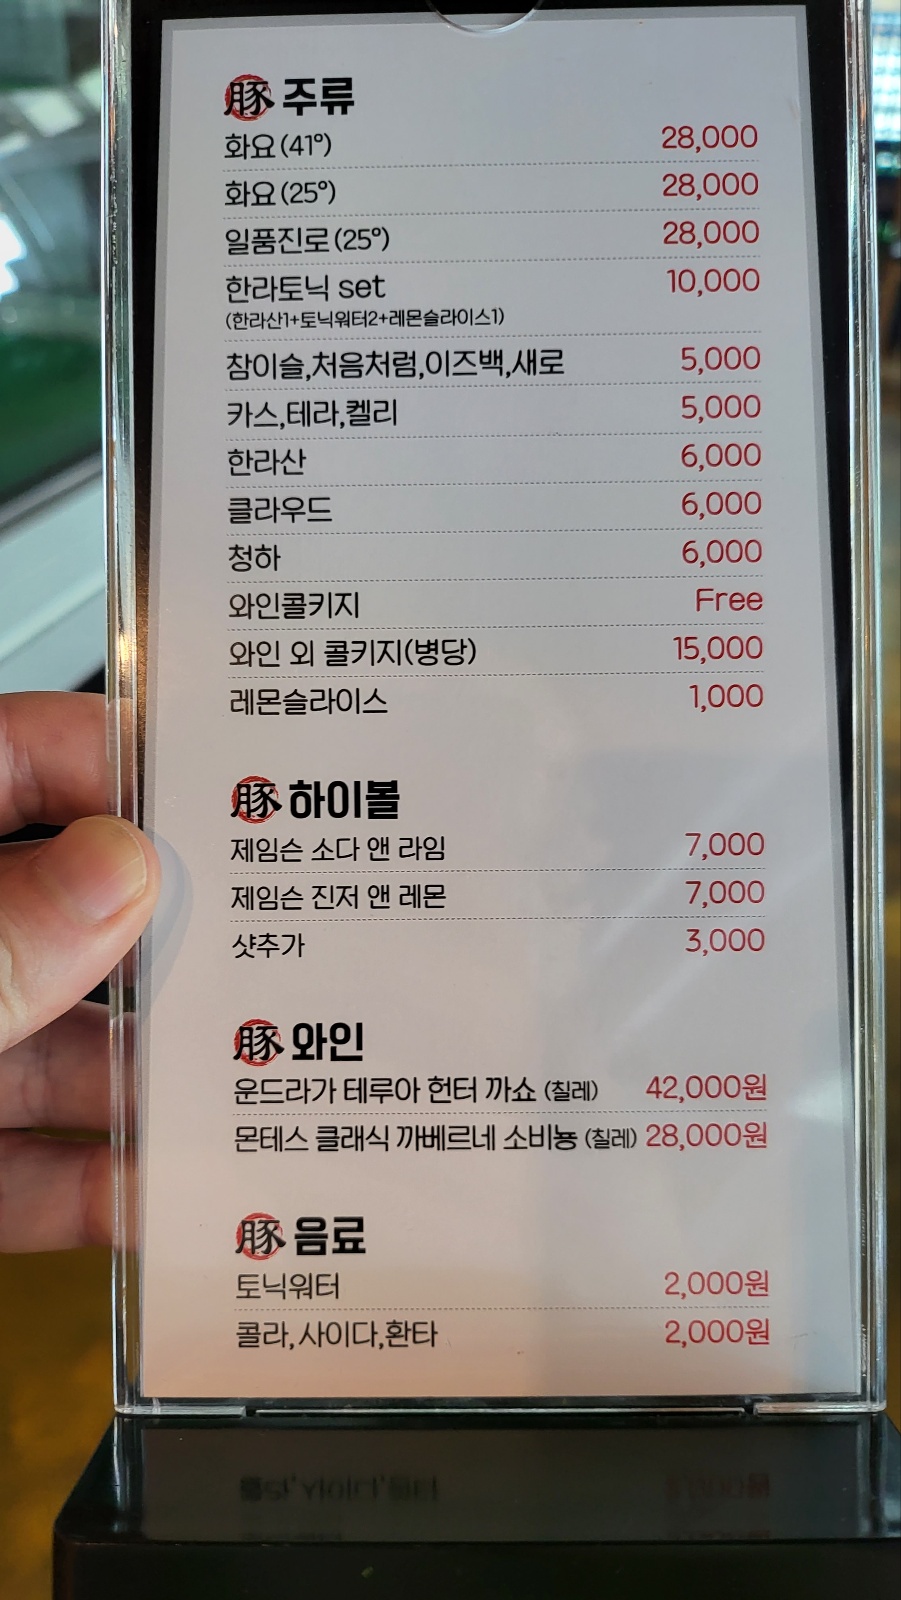 豚 주류
화요(41°) 28,000
화요(25°) 28,000
일품진로(25°) 28,000
한라토닉 set 10,000
(한라산1+토닉워터2+레몬슬라이스1)
참이슬,처음처럼,이즈백,새로 5,000
카스,테라,켈리 5,000
한라산 6,000
클라우드 6,000
청하 6,000
와인콜키지 Free
와인 외 콜키지(병당) 15,000
레몬슬라이스 1,000
豚 하이볼
제임슨 소다 앤 라임 7,000
제임슨 진저 앤 레몬 7,000
샷추가 3,000
豚 와인
운드라가 테루아 헌터 까쇼 (칠레) 42,000원
몬테스 클래식 까베르네 소비뇽 (칠레) 28,000원
豚 음료
토닉워터 2,000원
콜라,사이다,환타 2,000원